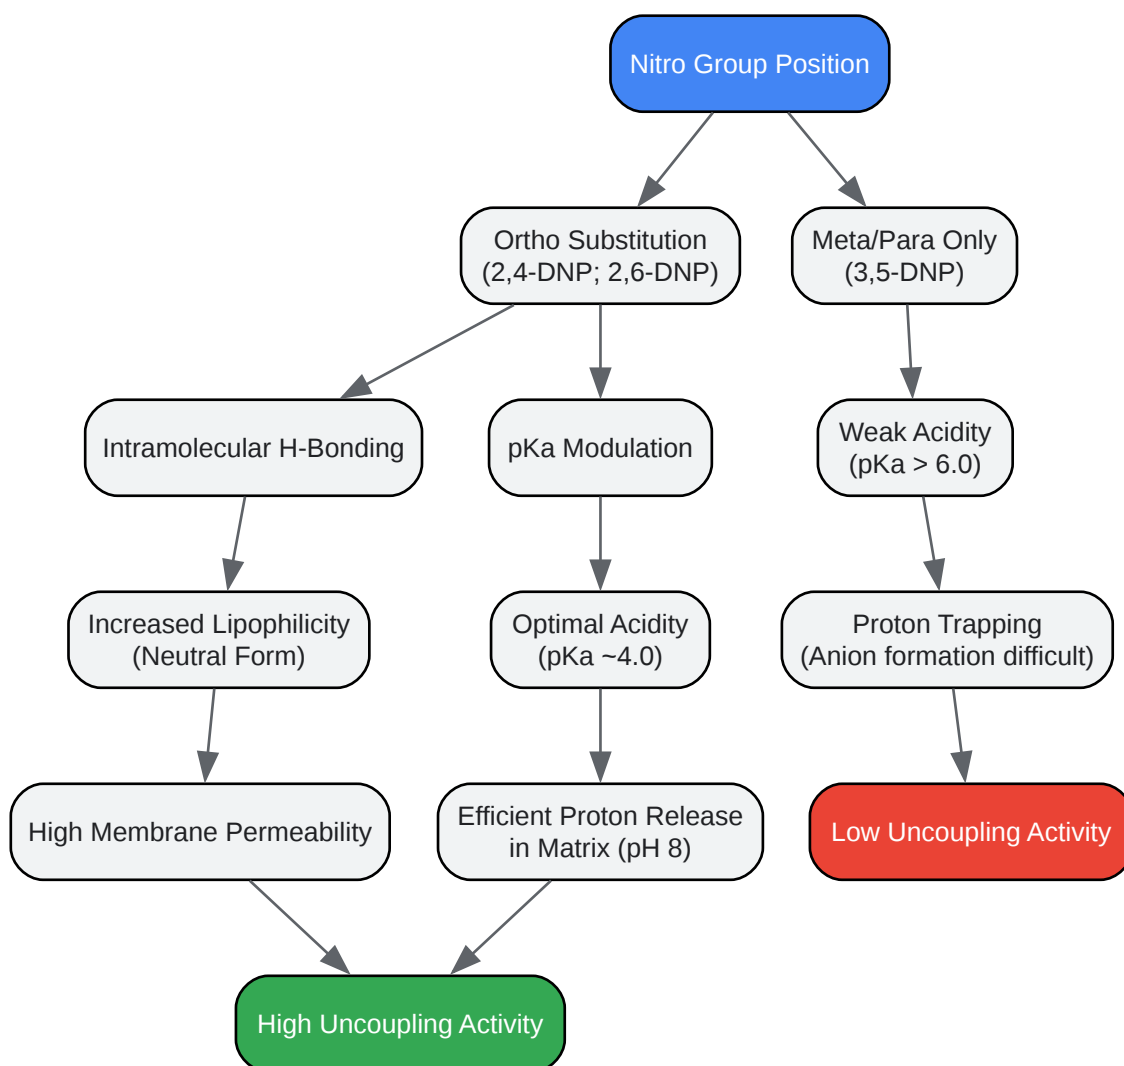 Nitro Group Position
Ortho Substitution
(2,4-DNP; 2,6-DNP)
Meta/Para Only
(3,5-DNP)
Intramolecular H-Bonding
pKa Modulation
Weak Acidity
(pKa > 6.0)
Increased Lipophilicity
(Neutral Form)
Optimal Acidity
(pKa ~4.0)
Proton Trapping
(Anion formation difficult)
High Membrane Permeability
Efficient Proton Release
in Matrix (pH 8)
Low Uncoupling Activity
High Uncoupling Activity